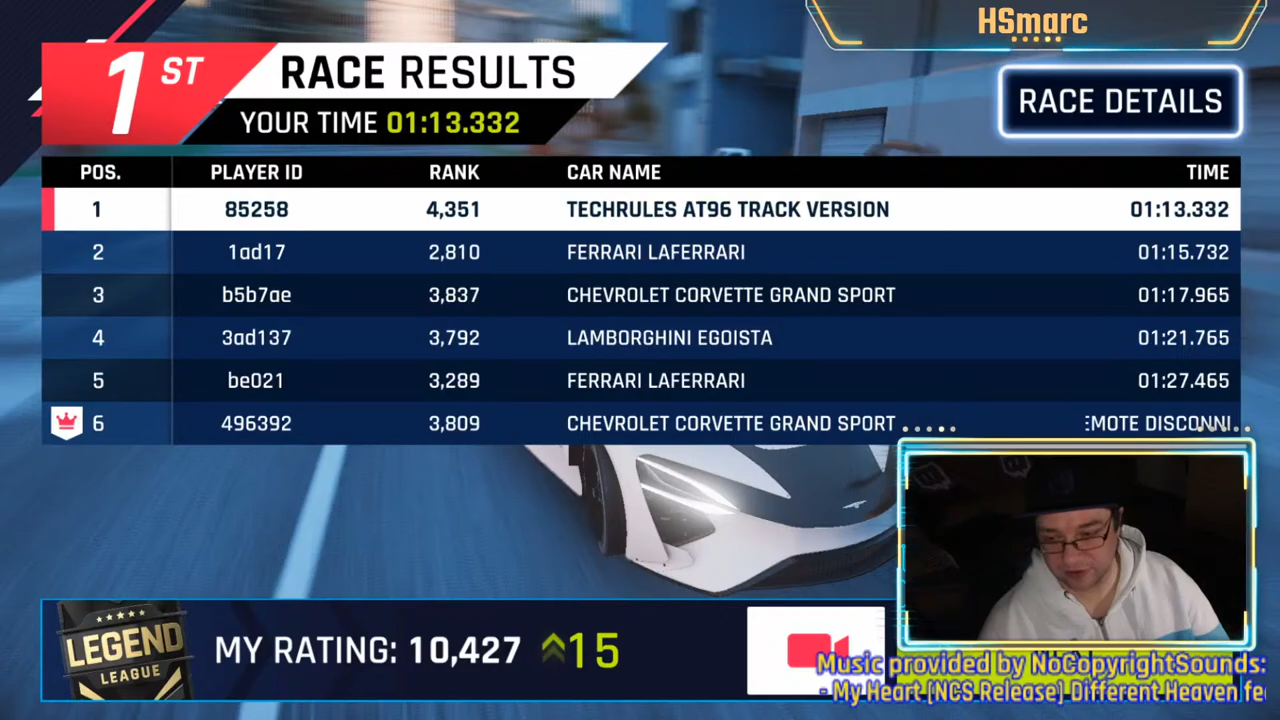 HSmarc
1ST
RACE RESULTS
YOUR TIME 01:13.332
RACE DETAILS
POS. PLAYER ID RANK CAR NAME TIME
1 85258 4,351 TECHRULES AT96 TRACK VERSION 01:13.332
2 1ad17 2,810 FERRARI LAFERRARI 01:15.732
3 b5b7ae 3,837 CHEVROLET CORVETTE GRAND SPORT 01:17.965
4 3ad137 3,792 LAMBORGHINI EGOISTA 01:21.765
5 be021 3,289 FERRARI LAFERRARI 01:27.465
6 496392 3,809 CHEVROLET CORVETTE GRAND SPORT EMOTE DISCONN
LEGEND
LEAGUE
MY RATING: 10,427 15
Music provided by NoCopyrightSounds:
- My Heart [NCS Release] Different Heaven fe